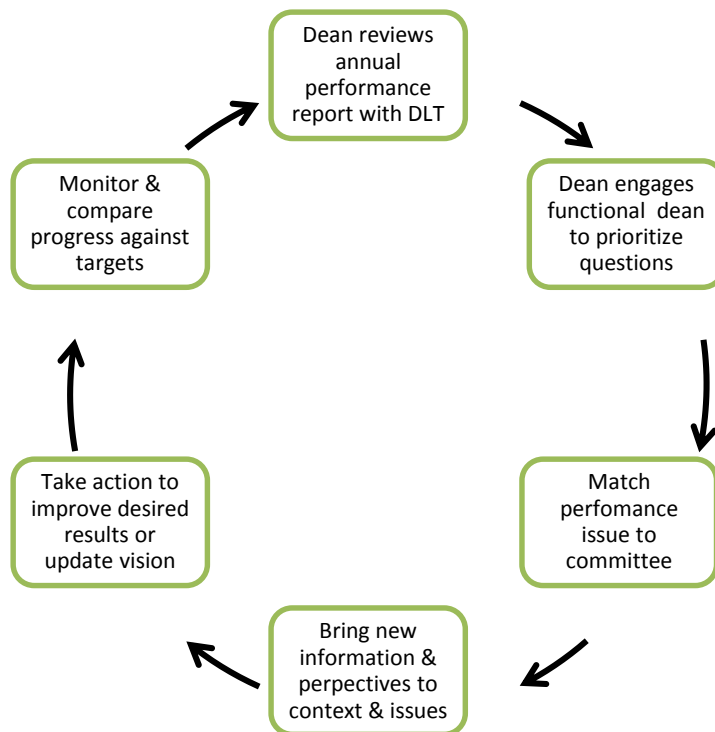 Dean reviews
annual
performance
report with DLT
Dean engages
functional  dean
to prioritize
questions
Match
perfomance
issue to
committee
Bring new
information &
perpectives to
context & issues
Take action to
improve desired
results or
update vision
Monitor &
compare
progress against
targets